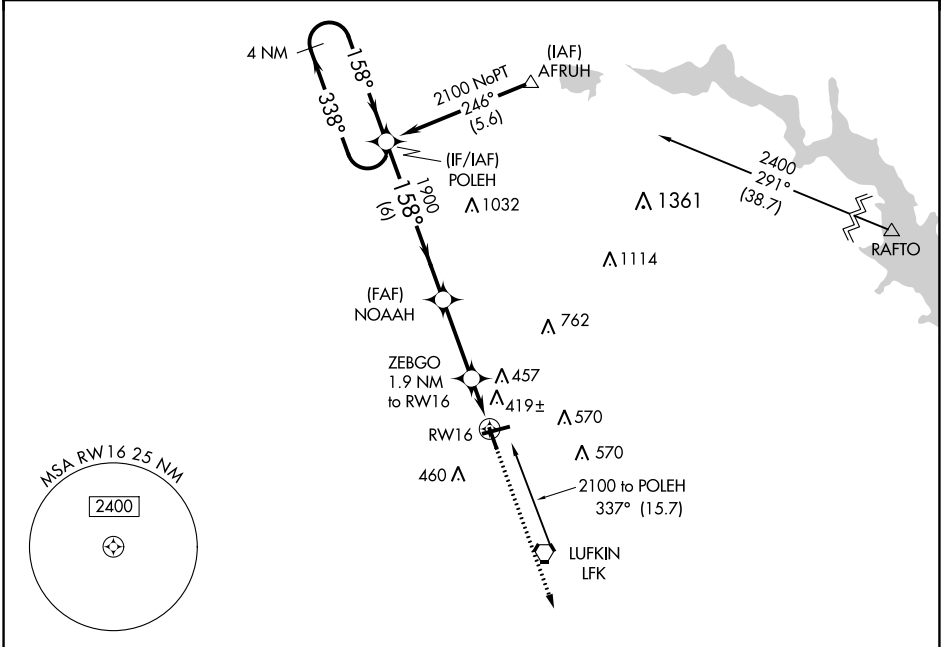 4 NM
158°
338°
(IAF)
AFRUH
2100 NoPT
246°
(5.6)
(IF/IAF)
POLEH
1900
158°
(6)
1032
1361
2400
291°
(38.7)
RAFTO
1114
(FAF)
NOAAH
762
ZEBGO
1.9 NM
to RW16
457
419±
570
RW16
570
460
2100 to POLEH
337° (15.7)
LUFKIN
LFK
MSA RW16 25 NM
2400